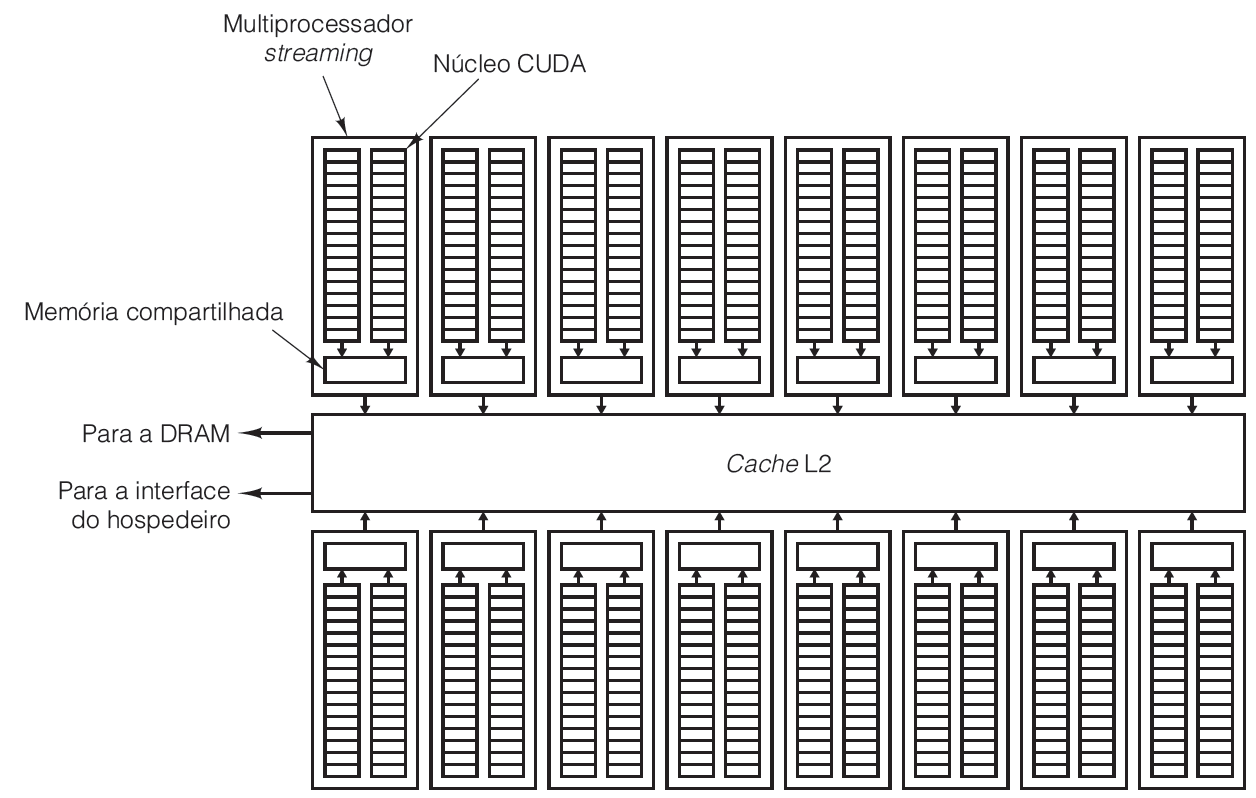 Multiprocessador
streaming
Núcleo CUDA
Memória compartilhada
Para a DRAM
Cache L2
Para a interface
do hospedeiro